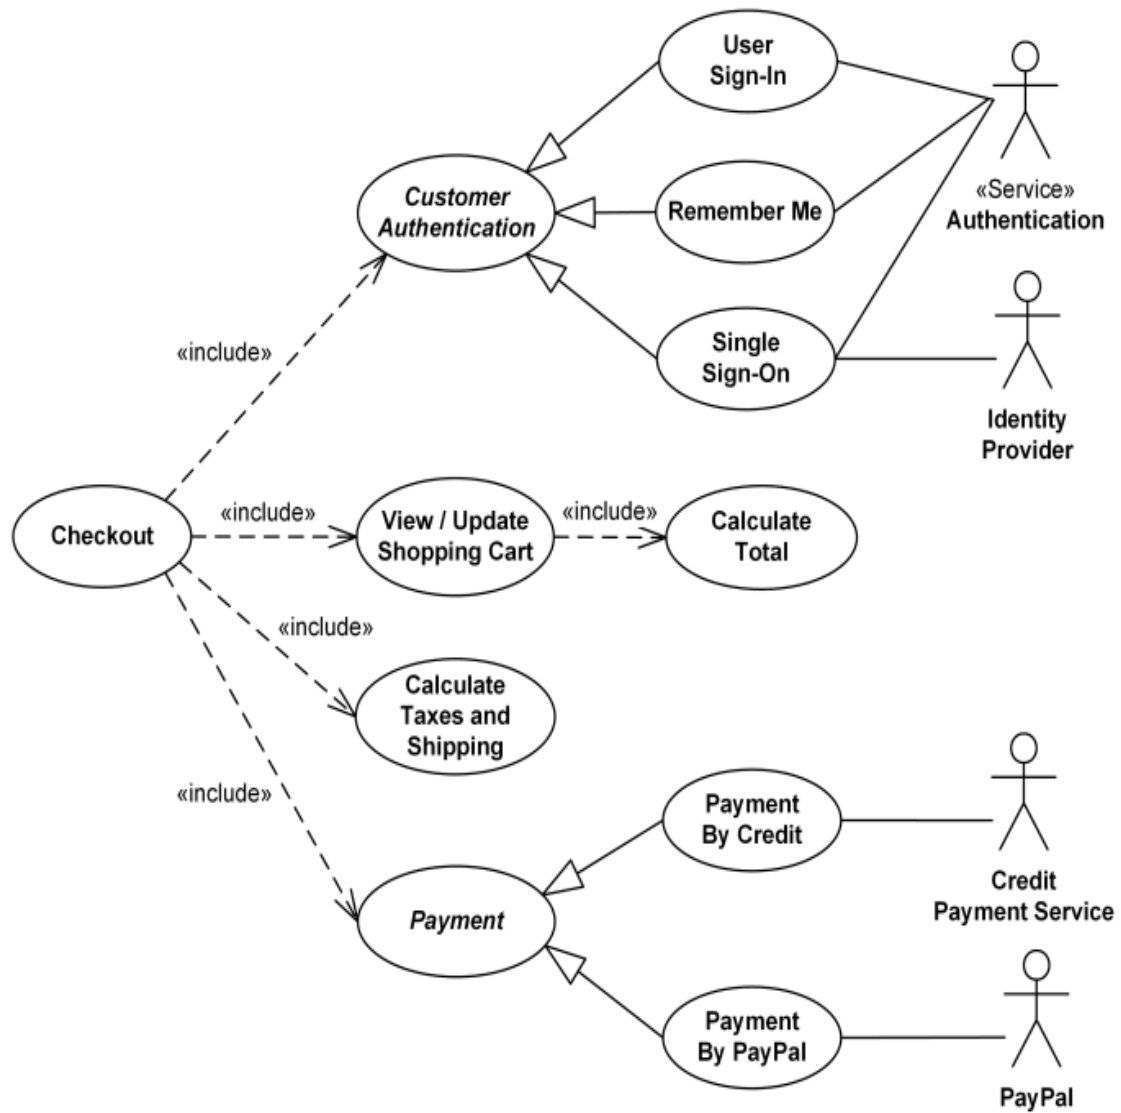 User
Sign-In
«Service»
Authentication
Customer
Authentication
Remember Me
«include»
Single
Sign-On
Identity
Provider
Checkout
«include»
View / Update
Shopping Cart
«include»
Calculate
Total
«include»
Calculate
Taxes and
Shipping
«include»
Payment
By Credit
Credit
Payment Service
Payment
Payment
By PayPal
PayPal